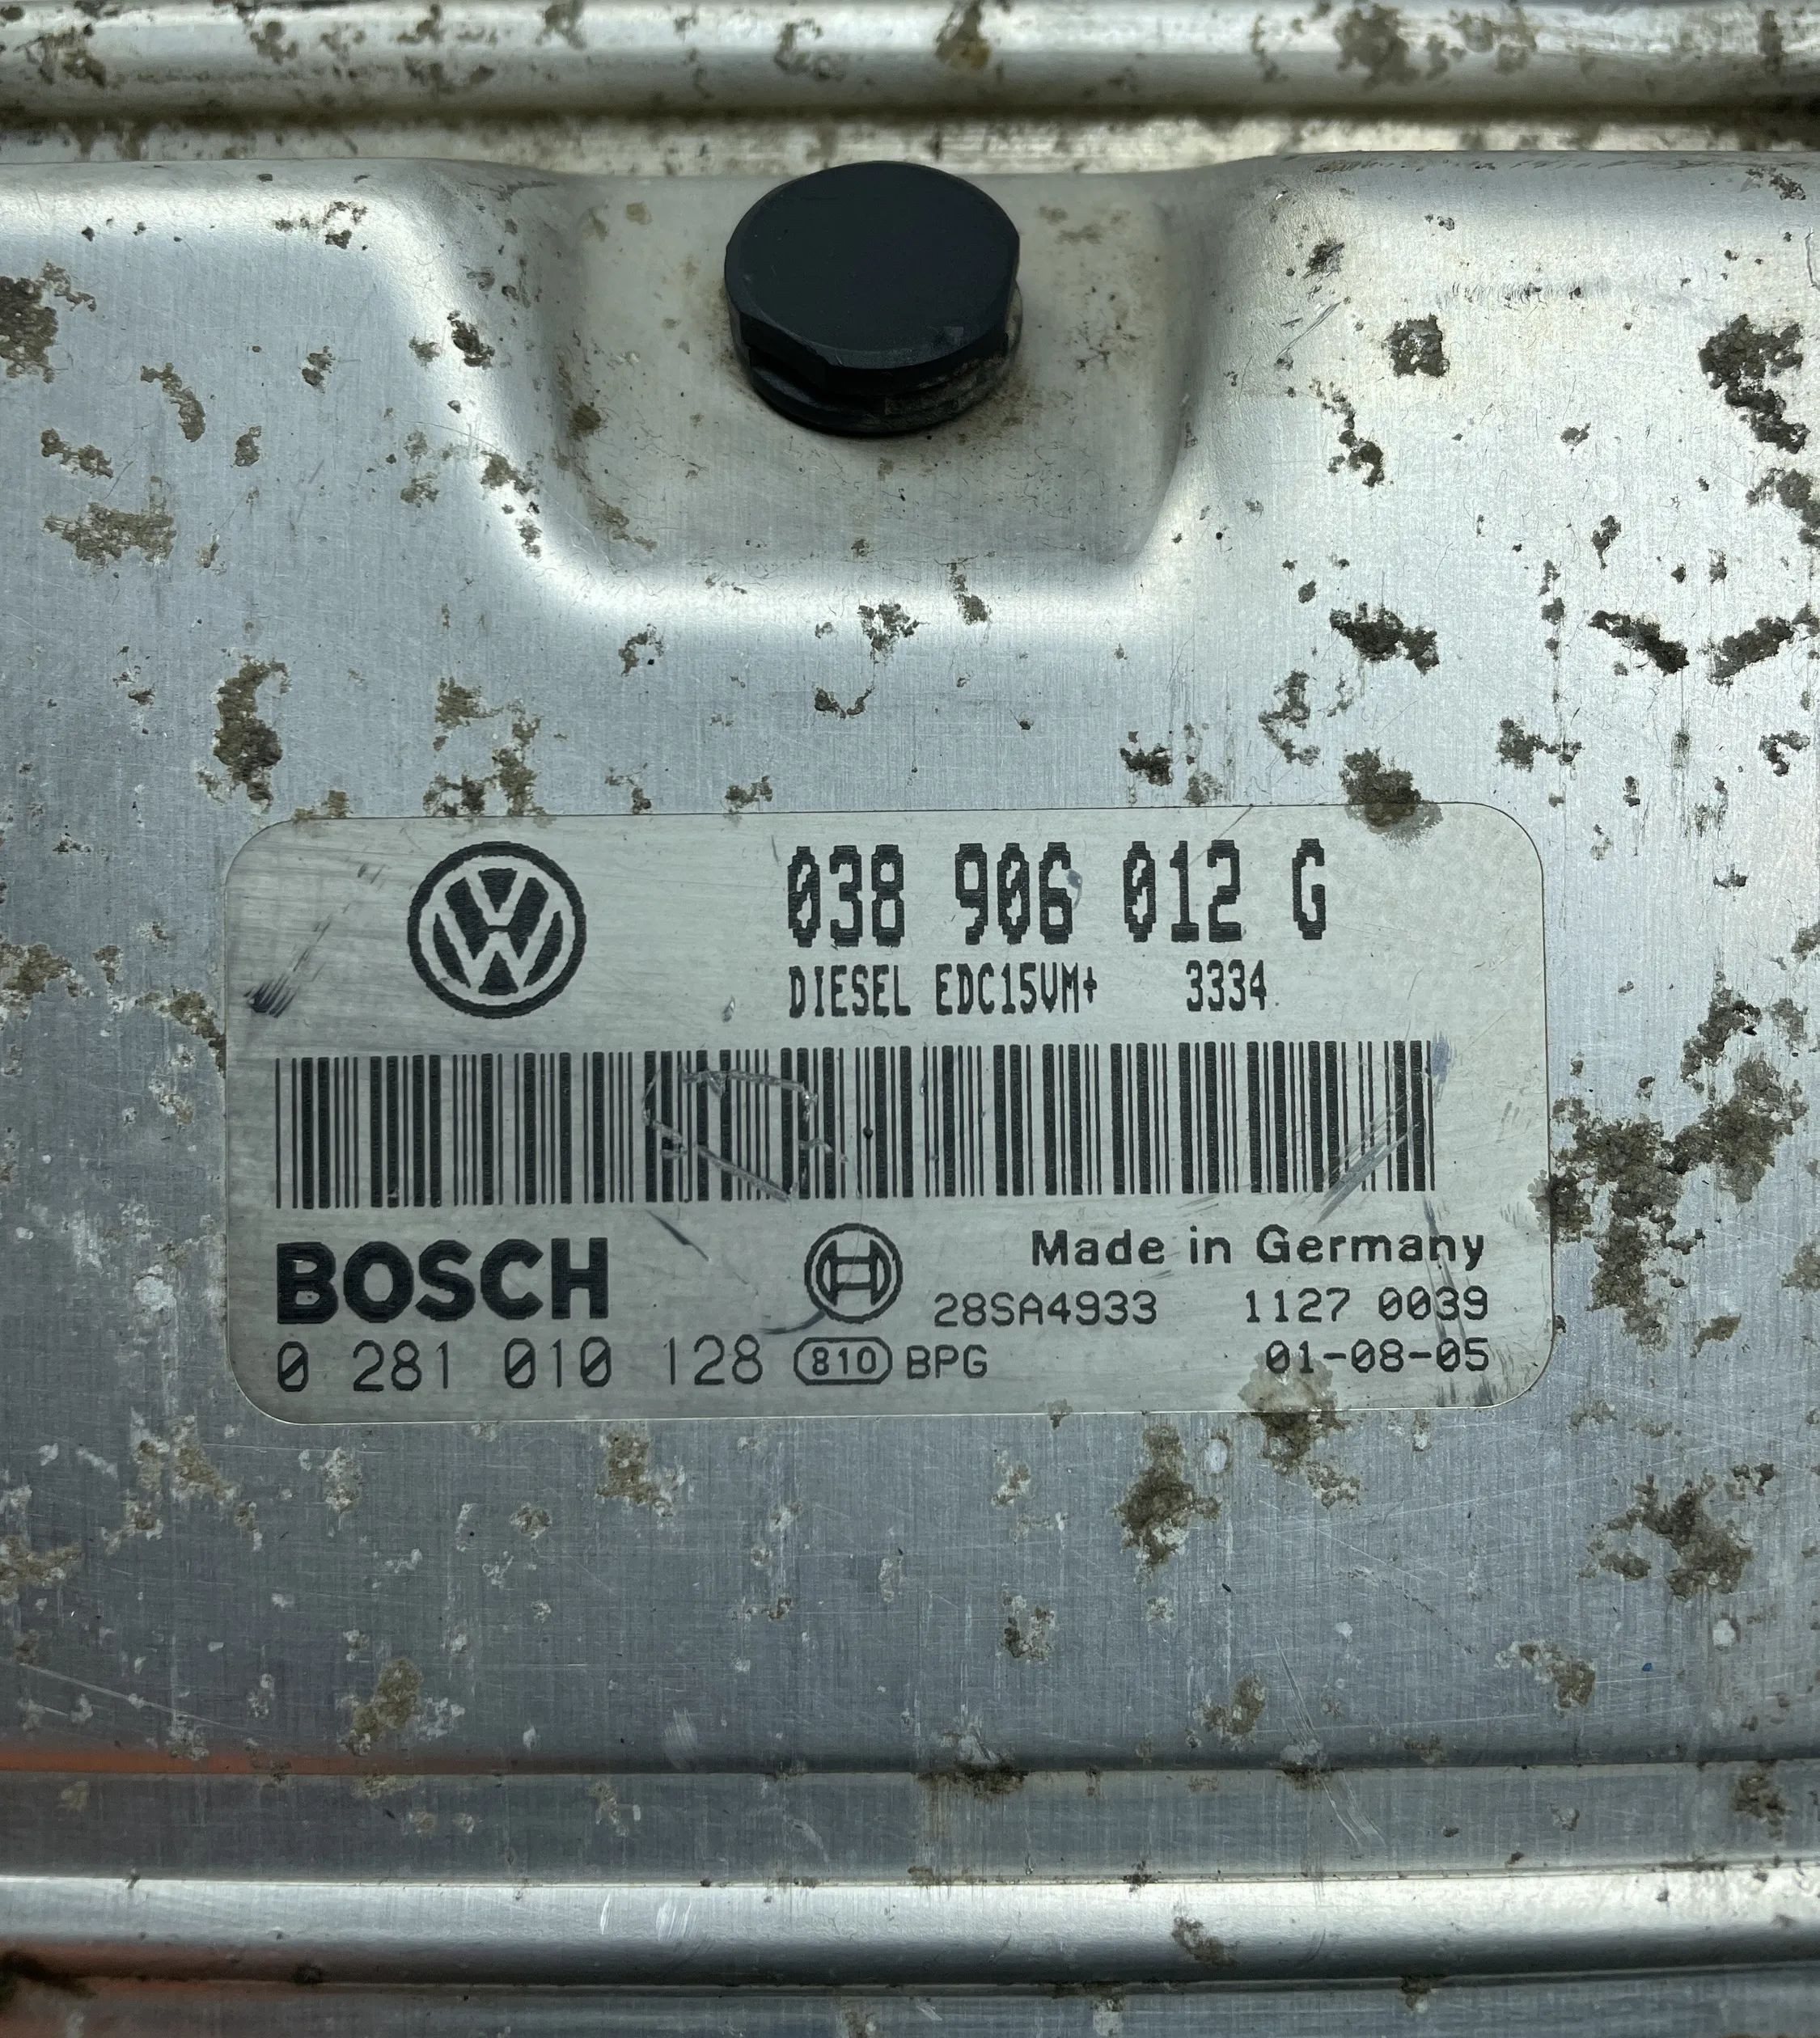 038 906 012 G
DIESEL EDC15VM+ 3334
BOSCH
Made in Germany
28SA4933 1127 0039
0 281 010 128 810 BPG 01-08-05